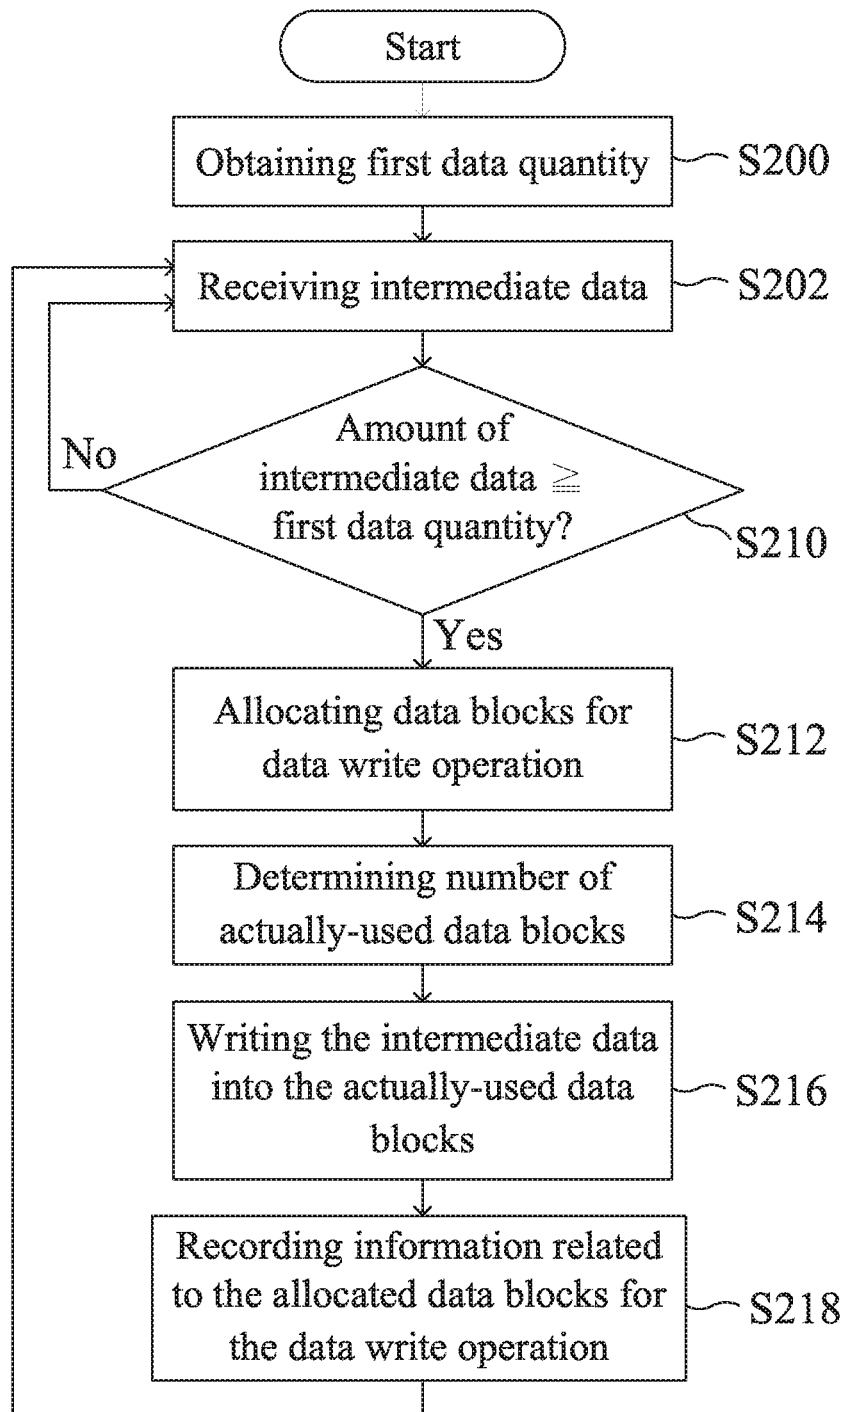 Start
Obtaining first data quantity
S200
Receiving intermediate data
S202
Amount of
intermediate data ≧
first data quantity?
No
S210
Yes
Allocating data blocks for
data write operation
S212
Determining number of
actually-used data blocks
S214
Writing the intermediate data
into the actually-used data
blocks
S216
Recording information related
to the allocated data blocks for
the data write operation
S218